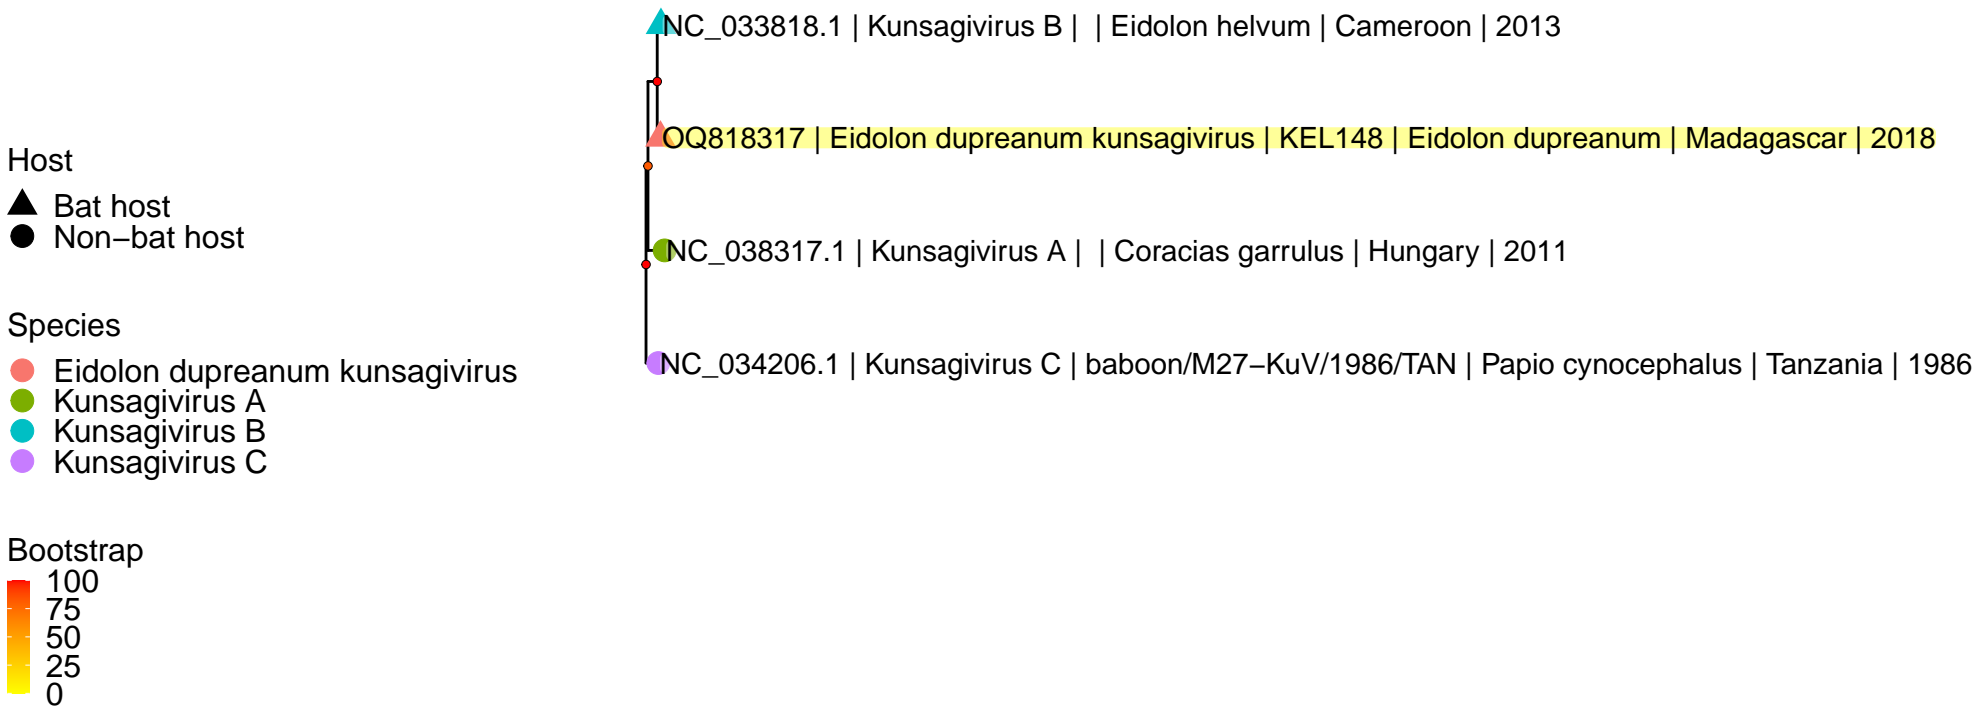 NC_033818.1 | Kunsagivirus B |  | Eidolon helvum | Cameroon | 2013
OQ818317 | Eidolon dupreanum kunsagivirus | KEL148 | Eidolon dupreanum | Madagascar | 2018
NC_038317.1 | Kunsagivirus A |  | Coracias garrulus | Hungary | 2011
NC_034206.1 | Kunsagivirus C | baboon/M27−KuV/1986/TAN | Papio cynocephalus | Tanzania | 1986
Host
Bat host
Non−bat host
Species
Eidolon dupreanum kunsagivirus
Kunsagivirus A
Kunsagivirus B
Kunsagivirus C
Bootstrap
100
75
50
25
0